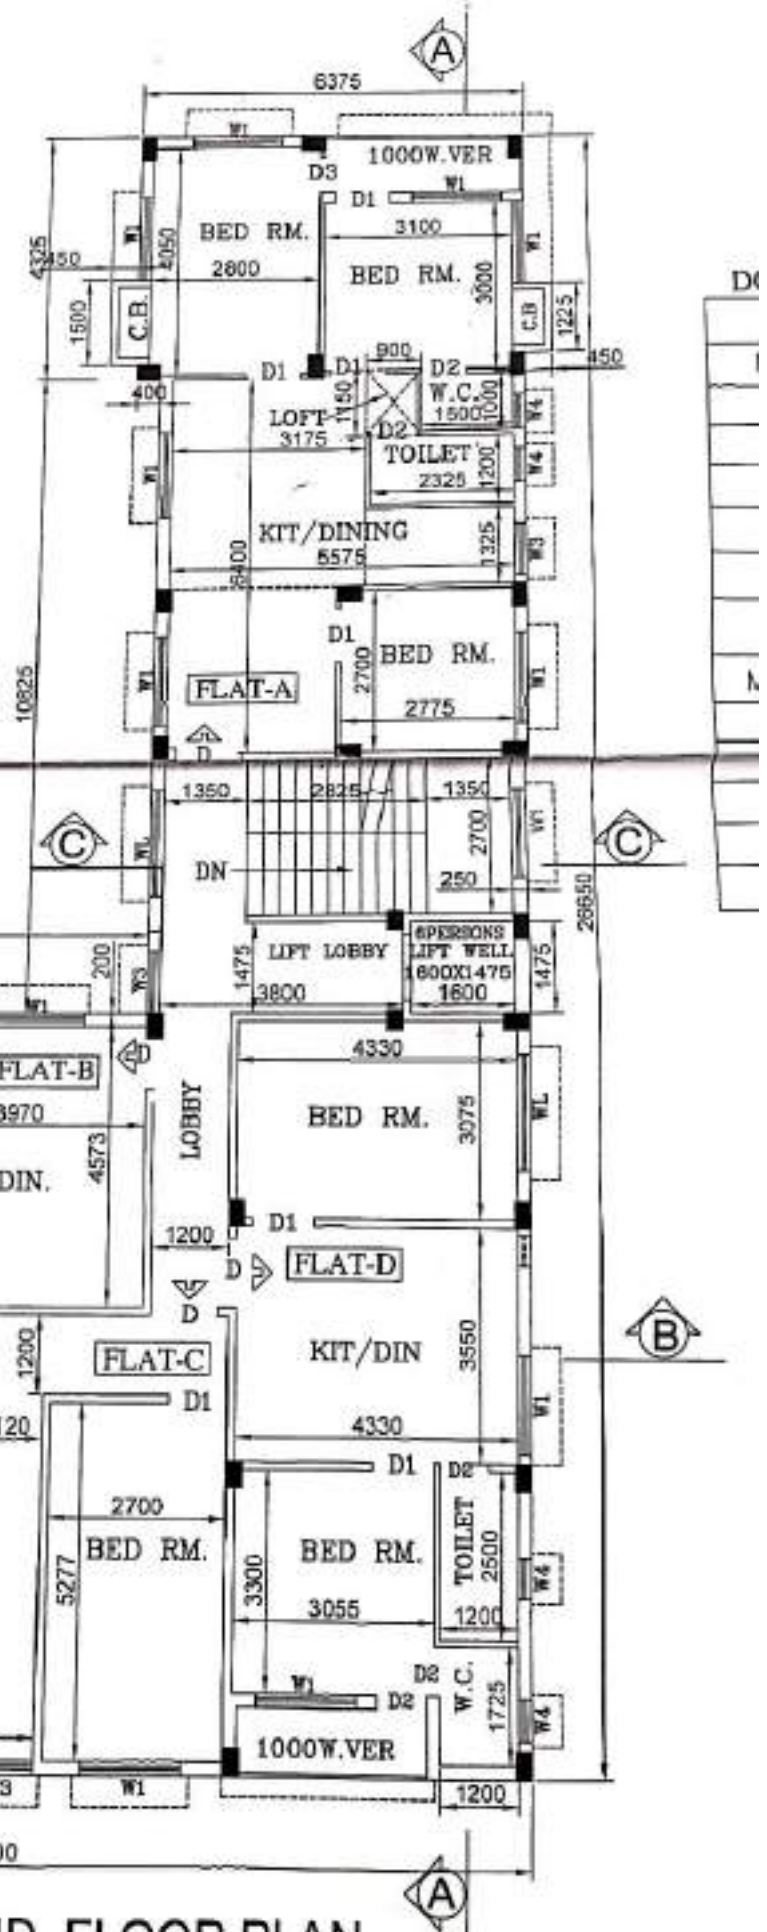 A
6375
W1
1000W.VER
D3
D1
W1
W1
BED RM.
3100
W1
4325
450
4050
2800
BED RM.
3000
1500
C.B.
C.B
1225
D1
D1
900
D2
450
400
W.C.
1150
1500
1000
W4
LOFT
D2
3175
TOILET
W4
W1
2325
1200
KIT/DINING
1325
W3
5575
6400
D1
2700
BED RM.
W1
FLAT-A
W1
2775
10825
D
1350
2825
1350
C
WL
2700
W1
C
DN
250
26650
6PERSONS
LIFT LOBBY
LIFT WELL
200
1475
1600X1475
1475
W3
3800
1600
W1
D
4330
FLAT-B
LOBBY
BED RM.
3075
WL
4573
DIN.
1200
D1
D
FLAT-D
D
1200
FLAT-C
KIT/DIN
3550
B
D1
W1
120
4330
D1
D2
2700
TOILET
2500
BED RM.
BED RM.
W4
5277
3300
3055
1200
D2
W.C.
W1
D2
1725
W4
1000W.VER
W1
1200
A
FLOOR PLAN